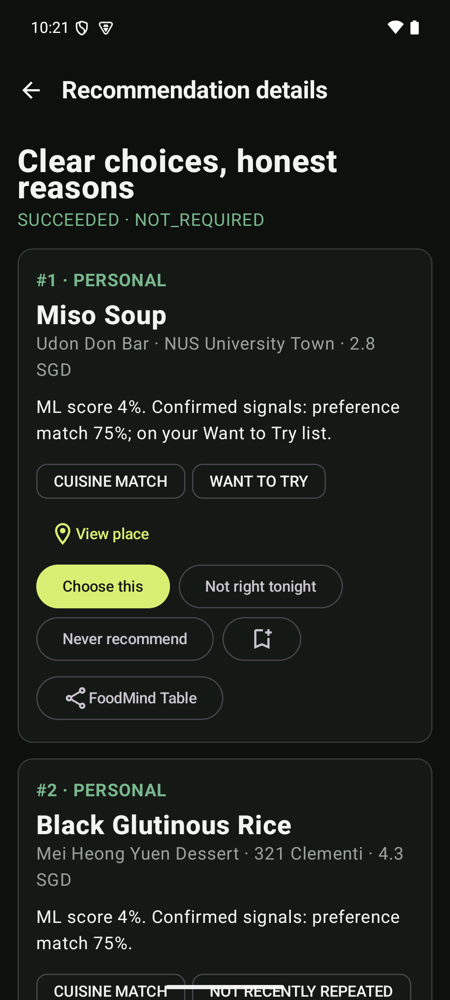 10:21
Recommendation details
Clear choices, honest
reasons
SUCCEEDED · NOT_REQUIRED
#1 · PERSONAL
Miso Soup
Udon Don Bar · NUS University Town · 2.8
SGD
ML score 4%. Confirmed signals: preference
match 75%; on your Want to Try list.
CUISINE MATCH
WANT TO TRY
View place
Choose this
Not right tonight
Never recommend
FoodMind Table
#2 · PERSONAL
Black Glutinous Rice
Mei Heong Yuen Dessert · 321 Clementi · 4.3
SGD
ML score 4%. Confirmed signals: preference
match 75%.
CUISINE MATCH
NOT RECENTLY REPEATED